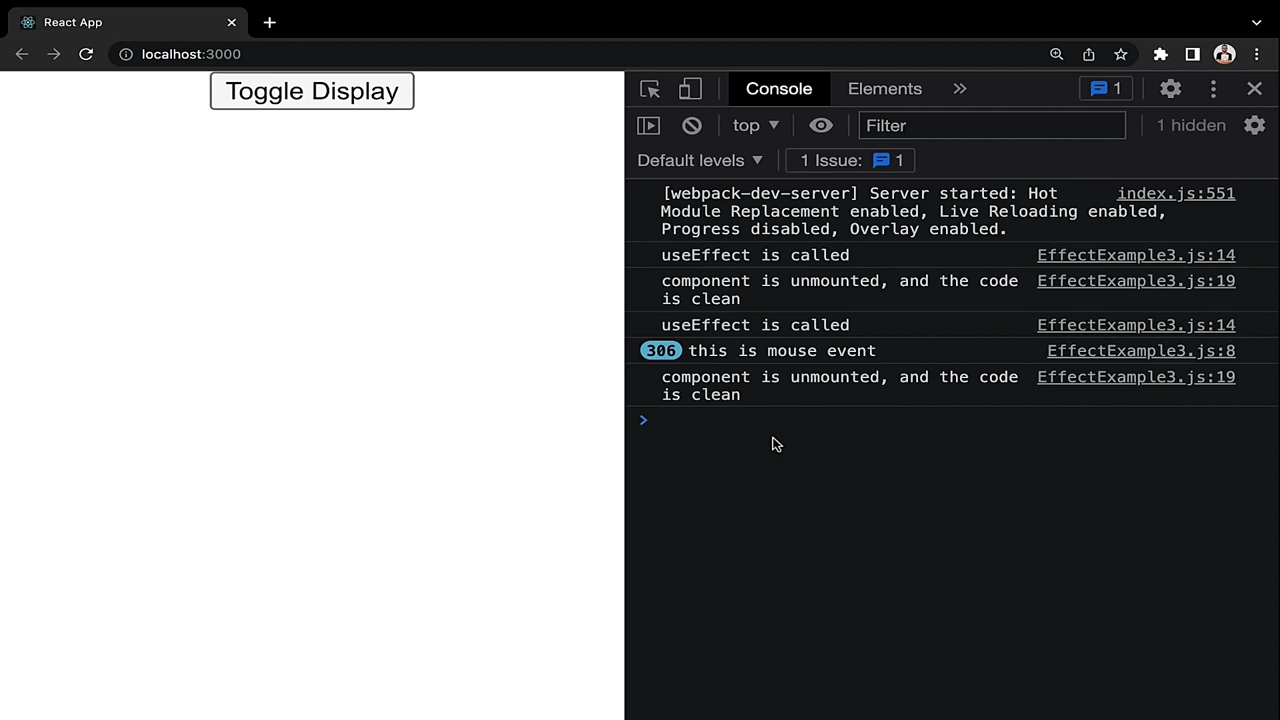 React App
localhost:3000
Toggle Display
Console
Elements
1
top
Filter
1 hidden
Default levels
1 Issue:
1
[webpack-dev-server] Server started: Hot index.js:551
Module Replacement enabled, Live Reloading enabled,
Progress disabled, Overlay enabled.
useEffect is called EffectExample3.js:14
component is unmounted, and the code EffectExample3.js:19
is clean
useEffect is called EffectExample3.js:14
306 this is mouse event EffectExample3.js:8
component is unmounted, and the code EffectExample3.js:19
is clean